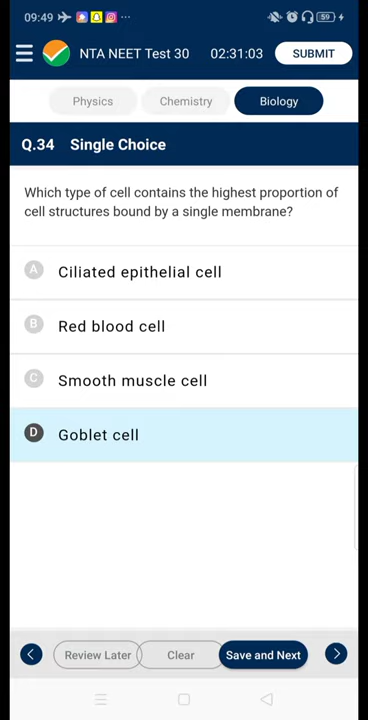 09:49 ... 59
NTA NEET Test 30 02:31:03 SUBMIT
Physics Chemistry Biology
Q.34 Single Choice
Which type of cell contains the highest proportion of
cell structures bound by a single membrane?
A Ciliated epithelial cell
B Red blood cell
C Smooth muscle cell
D Goblet cell
Review Later Clear Save and Next